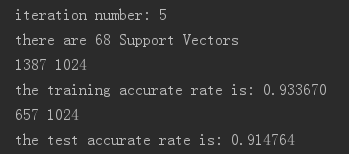 iteration number: 5
there are 68 Support Vectors
1387 1024
the training accurate rate is: 0.933670
657 1024
the test accurate rate is: 0.914764